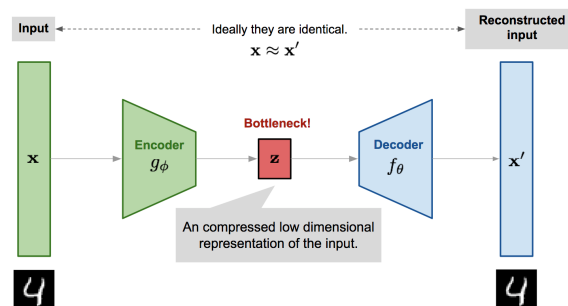 Input
Ideally they are identical.
x ≈ x′
Reconstructed
input
Bottleneck!
x
Encoder
gϕ
z
Decoder
fθ
x′
An compressed low dimensional
representation of the input.
4
4